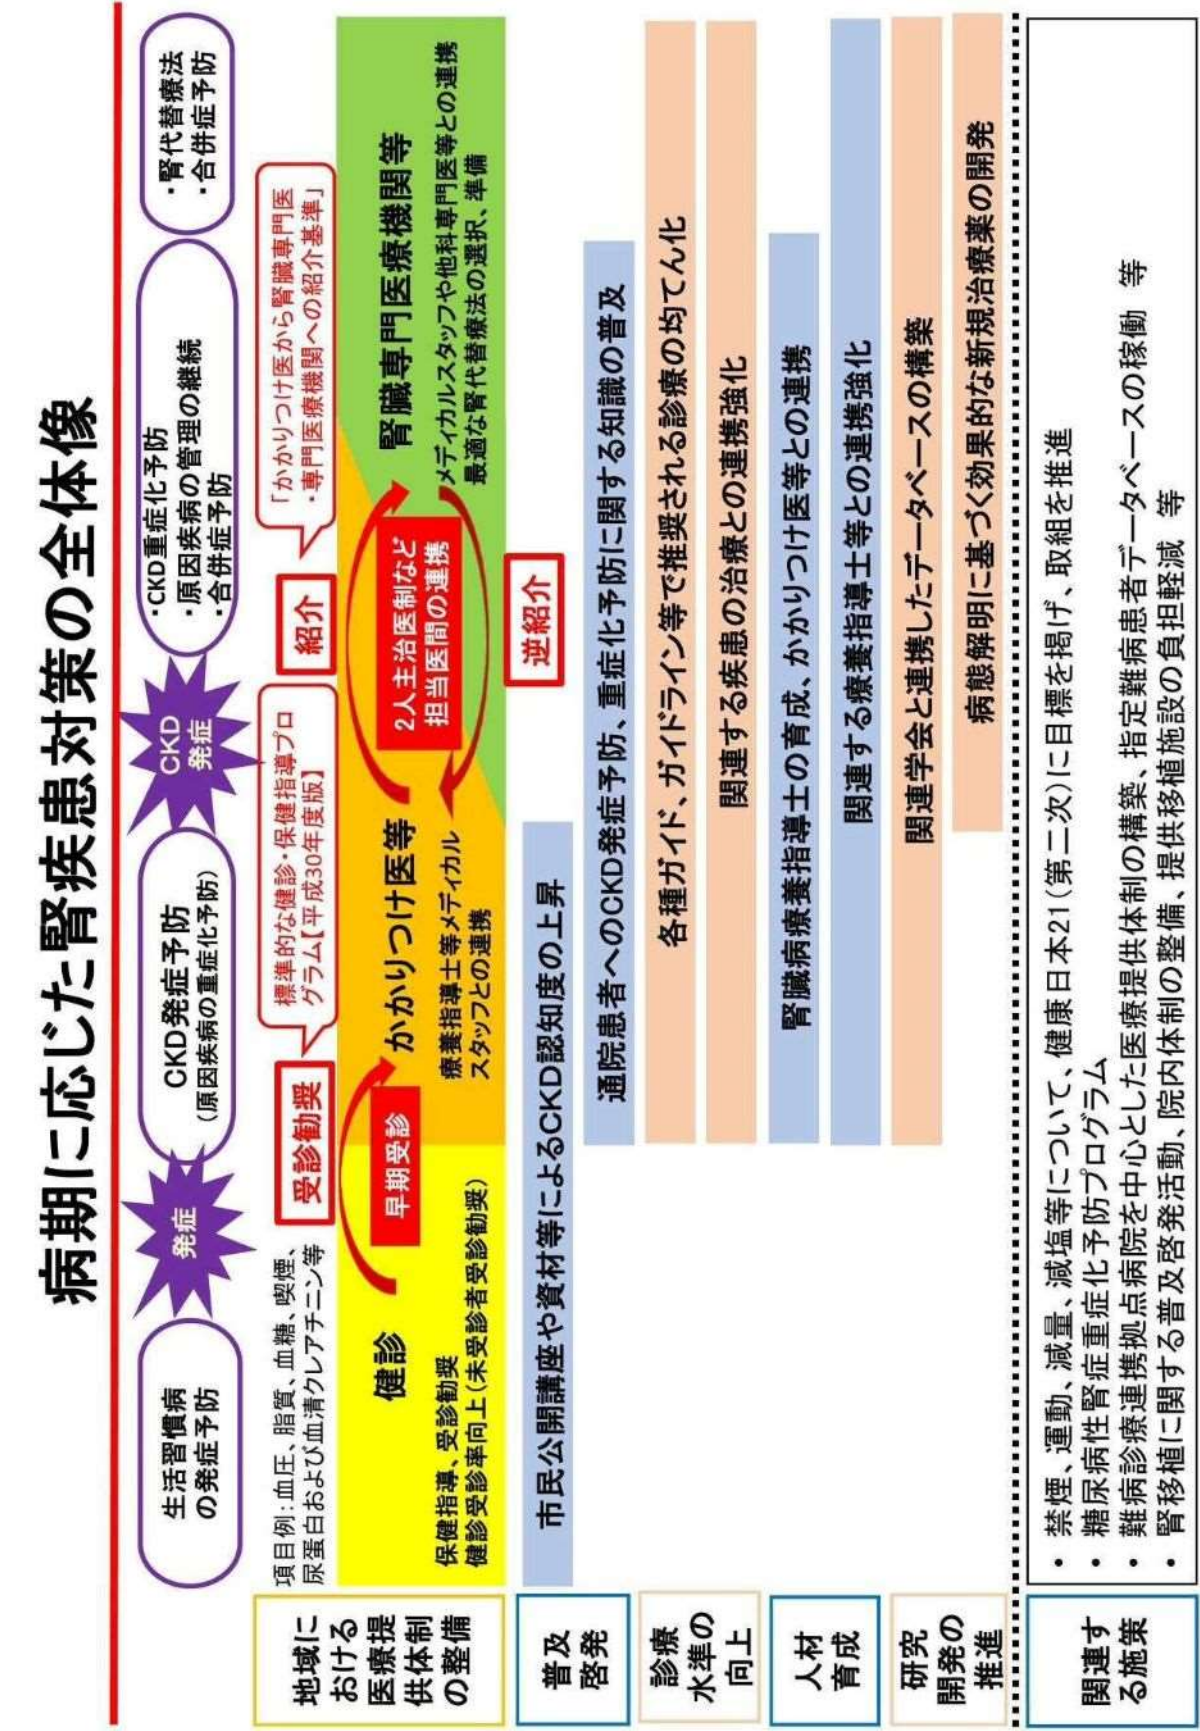 病期に応じた腎疾患対策の全体像
生活習慣病
の発症予防
発症
CKD発症予防
(原因疾病の重症化予防)
CKD
発症
・CKD重症化予防
・原因疾病の管理の継続
・合併症予防
・腎代替療法
・合併症予防
地域に
おける
医療提
供体制
の整備
項目例:血圧、脂質、血糖、喫煙、
尿蛋白および血清クレアチニン等
受診勧奨
標準的な健診・保健指導プロ
グラム【平成30年度版】
紹介
「かかりつけ医から腎臓専門医
・専門医療機関への紹介基準」
健診
保健指導、受診勧奨
健診受診率向上(未受診者受診勧奨)
早期受診
かかりつけ医等
療養指導士等メディカル
スタッフとの連携
2人主治医制など
担当医間の連携
腎臓専門医療機関等
メディカルスタッフや他科専門医等との連携
最適な腎代替療法の選択、準備
逆紹介
普及
啓発
市民公開講座や資材等によるCKD認知度の上昇
通院患者へのCKD発症予防、重症化予防に関する知識の普及
診療
水準の
向上
各種ガイド、ガイドライン等で推奨される診療の均てん化
関連する疾患の治療との連携強化
人材
育成
腎臓病療養指導士の育成、かかりつけ医等との連携
関連する療養指導士等との連携強化
研究
開発の
推進
関連学会と連携したデータベースの構築
病態解明に基づく効果的な新規治療薬の開発
関連す
る施策
・ 禁煙、運動、減量、減塩等について、健康日本21(第二次)に目標を掲げ、取組を推進
・ 糖尿病性腎症重症化予防プログラム
・ 難病診療連携拠点病院を中心とした医療提供体制の構築、指定難病患者データベースの稼働 等
・ 腎移植に関する普及啓発活動、院内体制の整備、提供移植施設の負担軽減 等